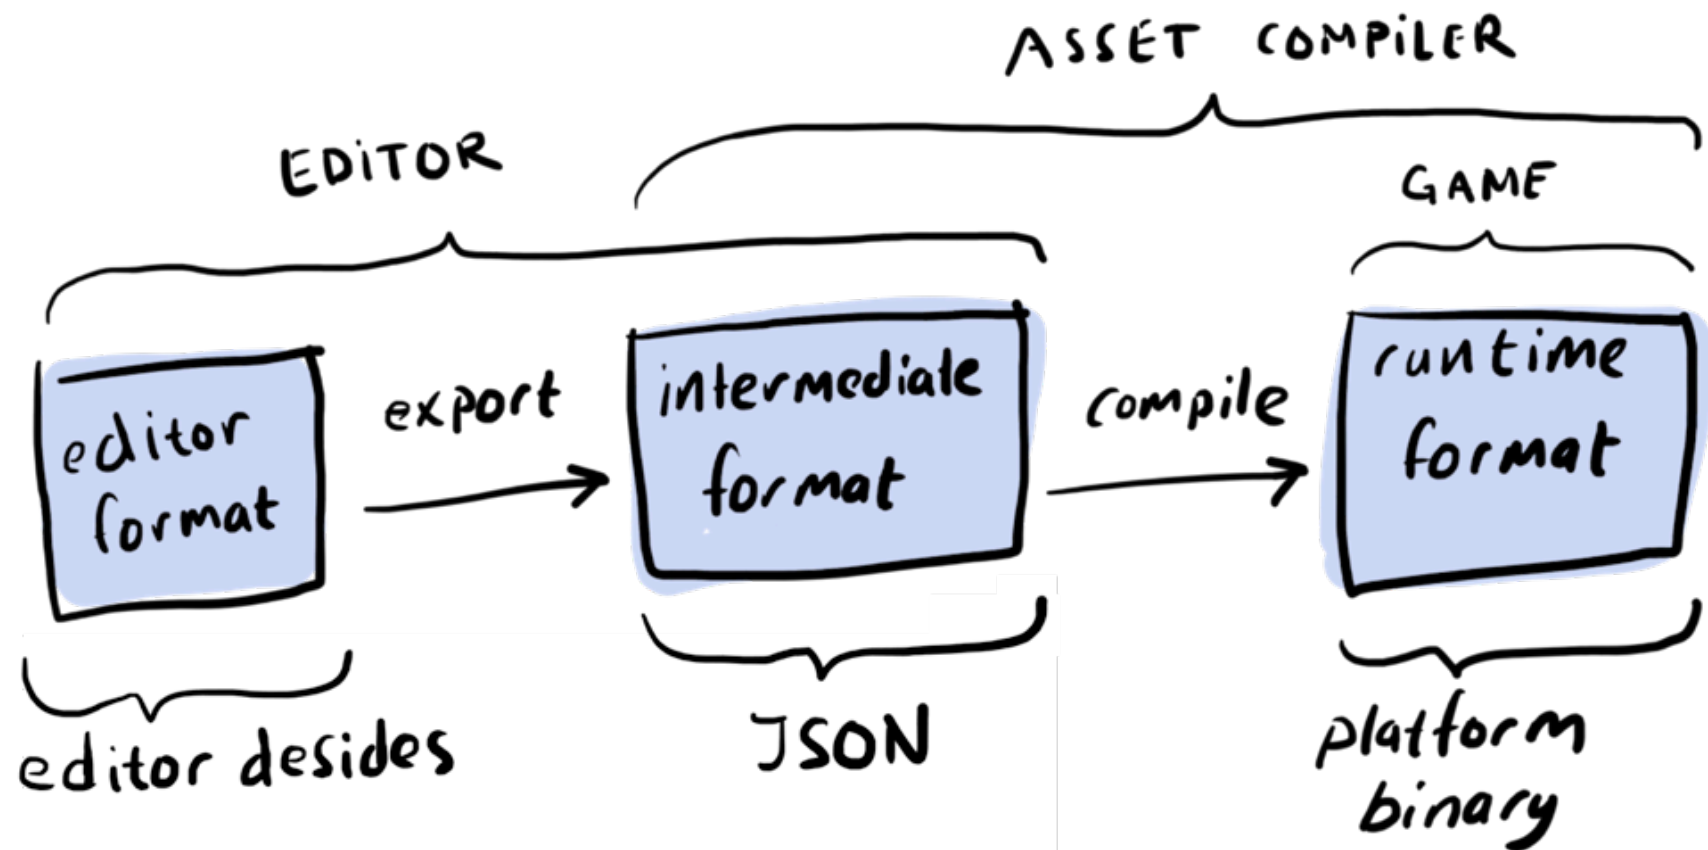 ASSET COMPiLER
EDiTOR
GAME
editor
format
export
intermediate
format
compile
runtime
format
editor desides
JSON
platform
binary